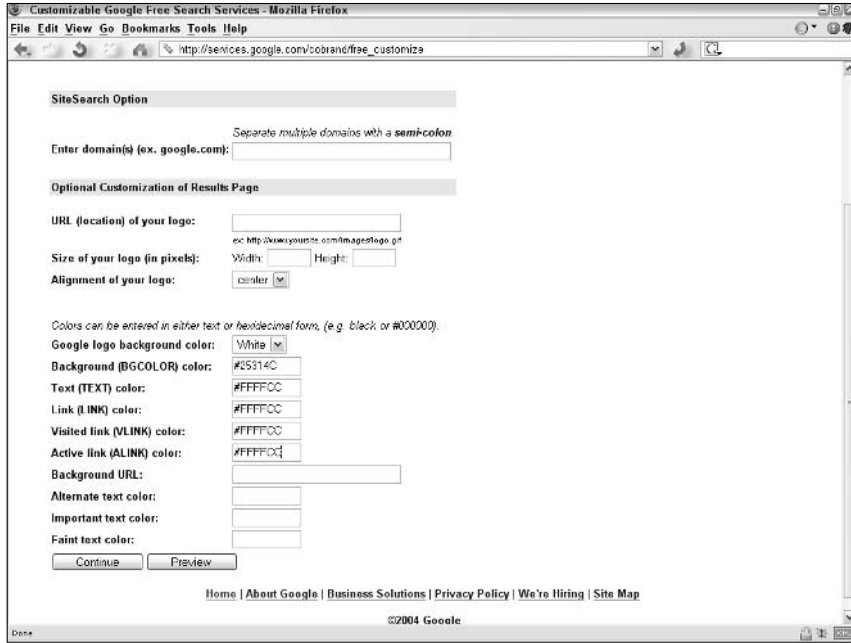 Customizable Google Free Search Services - Mozilla Firefox
File Edit View Go Bookmarks Tools Help
http://services.google.com/cobrand/free_customize
SiteSearch Option
Separate multiple domains with a semi-colon
Enter domain(s) (ex. google.com):
Optional Customization of Results Page
URL (location) of your logo:
ex: http://www.yoursite.com/images/logo.gif
Size of your logo (in pixels): Width: Height:
Alignment of your logo: center
Colors can be entered in either text or hexidecimal form, (e.g. black or #000000).
Google logo background color: White
Background (BGCOLOR) color: #25314C
Text (TEXT) color: #FFFFCC
Link (LINK) color: #FFFFCC
Visited link (VLINK) color: #FFFFCC
Active link (ALINK) color: #FFFFCC
Background URL:
Alternate text color:
Important text color:
Faint text color:
Continue Preview
Home | About Google | Business Solutions | Privacy Policy | We're Hiring | Site Map
©2004 Google
Done